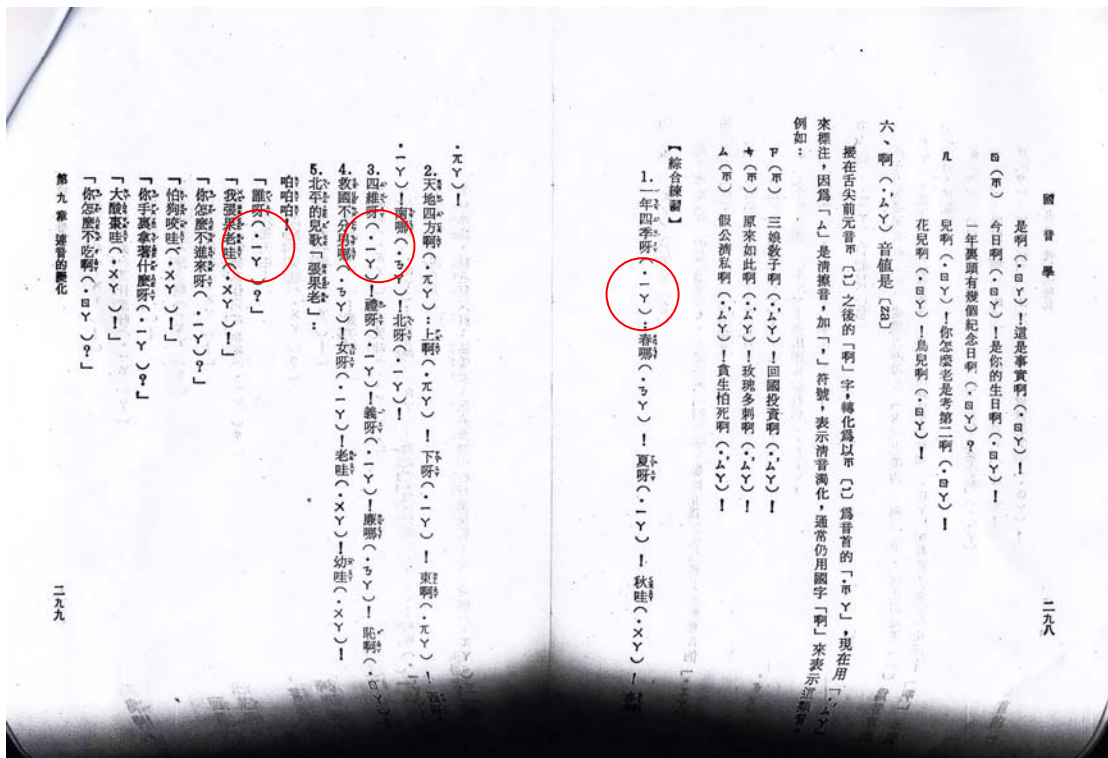 國音學
是啊（・ㄖㄚ）！這是事實啊（・ㄖㄚ）！
ㄖ（ㄭ） 今日啊（・ㄖㄚ）！是你的生日啊（・ㄖㄚ）！
一年裏頭有幾個紀念日啊（・ㄖㄚ）？
ㄦ 兒啊（・ㄖㄚ）！你怎麼老是考第二啊（・ㄖㄚ）！
花兒啊（・ㄖㄚ）！鳥兒啊（・ㄖㄚ）！
六、啊（・ㄙ'ㄚ）音值是〔za〕
接在舌尖前元音ㄭ〔ɿ〕之後的「啊」字，轉化爲以ㄭ〔ɿ〕爲音首的「・ㄭㄚ」，現在用「・ㄙ'ㄚ」
來標注，因爲「ㄙ」是清擦音，加「'」符號，表示清音濁化，通常仍用國字「啊」來表示這類音。
例如：
ㄗ（ㄭ） 三娘敎子啊（・ㄙ'ㄚ）！回國投資啊（・ㄙ'ㄚ）！
ㄘ（ㄭ） 原來如此啊（・ㄙ'ㄚ）！玫瑰多刺啊（・ㄙ'ㄚ）！
ㄙ（ㄭ） 假公濟私啊（・ㄙ'ㄚ）！貪生怕死啊（・ㄙ'ㄚ）！
【綜合練習】
1.一年四季呀（・ㄧㄚ）：春哪（・ㄋㄚ）！夏呀（・ㄧㄚ）！秋哇（・ㄨㄚ）！冬
二九八
・ㄫㄚ）！
2.天地四方啊（・ㄫㄚ）：上啊（・ㄫㄚ）！下呀（・ㄧㄚ）！東啊（・ㄫㄚ）！西
・ㄧㄚ）！南哪（・ㄋㄚ）！北呀（・ㄧㄚ）！
3.四維呀（・ㄧㄚ）！禮呀（・ㄧㄚ）！義呀（・ㄧㄚ）！廉哪（・ㄋㄚ）！恥啊（・ㄖㄚ）
4.救國不分男哪（・ㄋㄚ）！女呀（・ㄧㄚ）！老哇（・ㄨㄚ）！幼哇（・ㄨㄚ）！
5.北平的兒歌「張果老」：
咱咱咱！
「誰呀（・ㄧㄚ）？」
「我張果老哇（・ㄨㄚ）！」
「你怎麼不進來呀（・ㄧㄚ）？」
「怕狗咬哇（・ㄨㄚ）！」
「你手裏拿著什麼呀（・ㄧㄚ）？」
「大酸棗哇（・ㄨㄚ）！」
「你怎麼不吃啊（・ㄖㄚ）？」
第九章 連音的變化
二九九